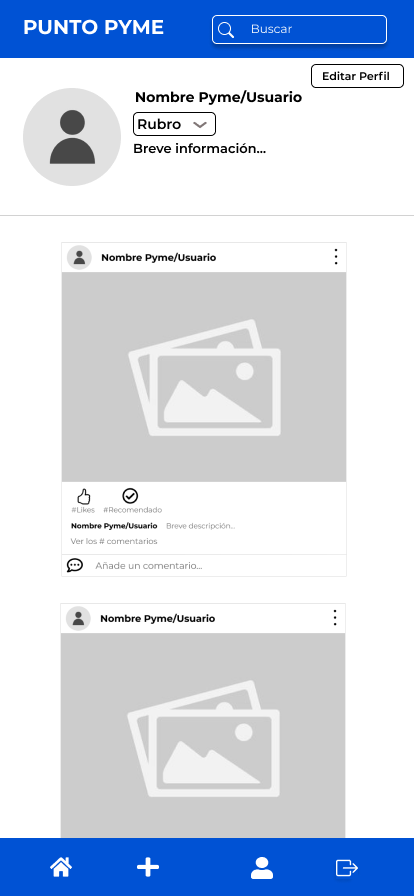 PUNTO PYME
Buscar
Editar Perfil
Nombre Pyme/Usuario
Rubro
Breve información...
Nombre Pyme/Usuario
#Likes #Recomendado
Nombre Pyme/Usuario Breve descripción...
Ver los # comentarios
Añade un comentario...
Nombre Pyme/Usuario